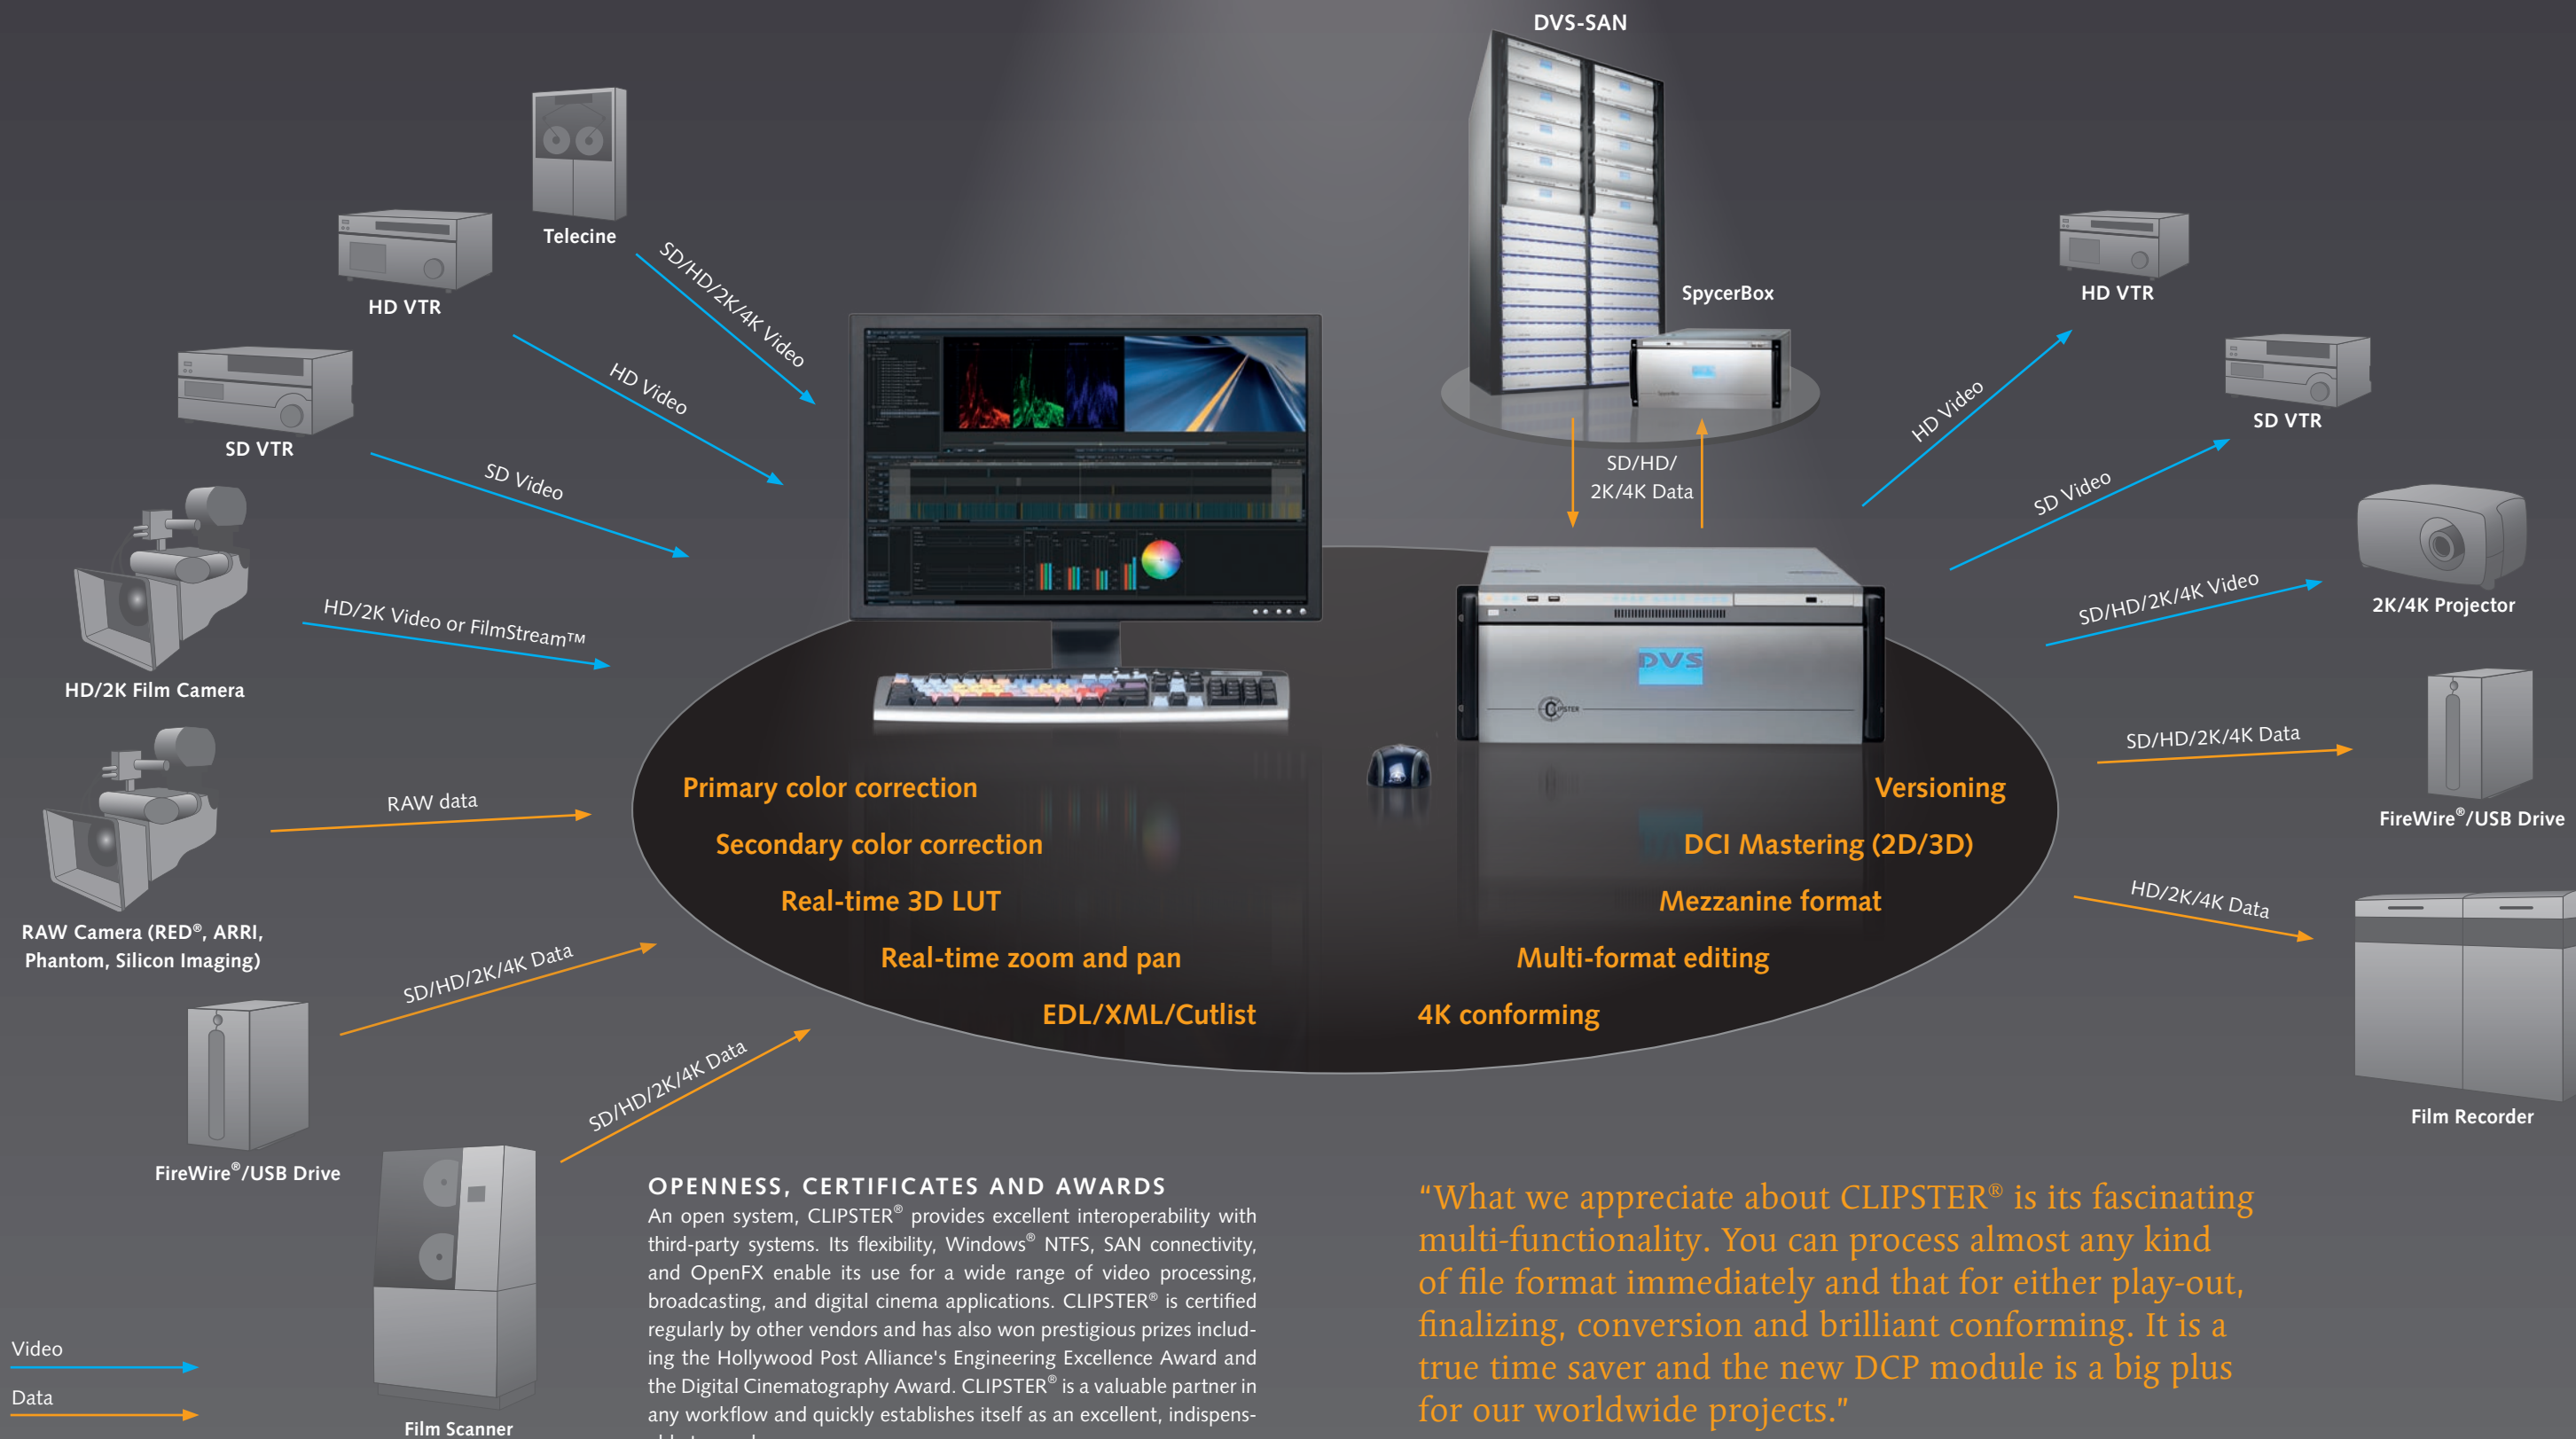 DVS-SAN
Telecine
HD VTR
SD VTR
SD/HD/2K/4K Video
HD Video
SD Video
HD/2K Film Camera
HD/2K Video or FilmStream™
RAW data
RAW Camera (RED®, ARRI,
Phantom, Silicon Imaging)
SD/HD/2K/4K Data
FireWire®/USB Drive
SD/HD/2K/4K Data
Film Scanner
Video
Data
SpycerBox
SD/HD/
2K/4K Data
DVS
CLIPSTER
Primary color correction
Secondary color correction
Real-time 3D LUT
Real-time zoom and pan
EDL/XML/Cutlist
Versioning
DCI Mastering (2D/3D)
Mezzanine format
Multi-format editing
4K conforming
HD VTR
HD Video
SD VTR
SD Video
2K/4K Projector
SD/HD/2K/4K Video
FireWire®/USB Drive
SD/HD/2K/4K Data
HD/2K/4K Data
Film Recorder
OPENNESS, CERTIFICATES AND AWARDS
An open system, CLIPSTER® provides excellent interoperability with
third-party systems. Its flexibility, Windows® NTFS, SAN connectivity,
and OpenFX enable its use for a wide range of video processing,
broadcasting, and digital cinema applications. CLIPSTER® is certified
regularly by other vendors and has also won prestigious prizes includ-
ing the Hollywood Post Alliance's Engineering Excellence Award and
the Digital Cinematography Award. CLIPSTER® is a valuable partner in
any workflow and quickly establishes itself as an excellent, indispens-
“What we appreciate about CLIPSTER® is its fascinating
multi-functionality. You can process almost any kind
of file format immediately and that for either play-out,
finalizing, conversion and brilliant conforming. It is a
true time saver and the new DCP module is a big plus
for our worldwide projects.”